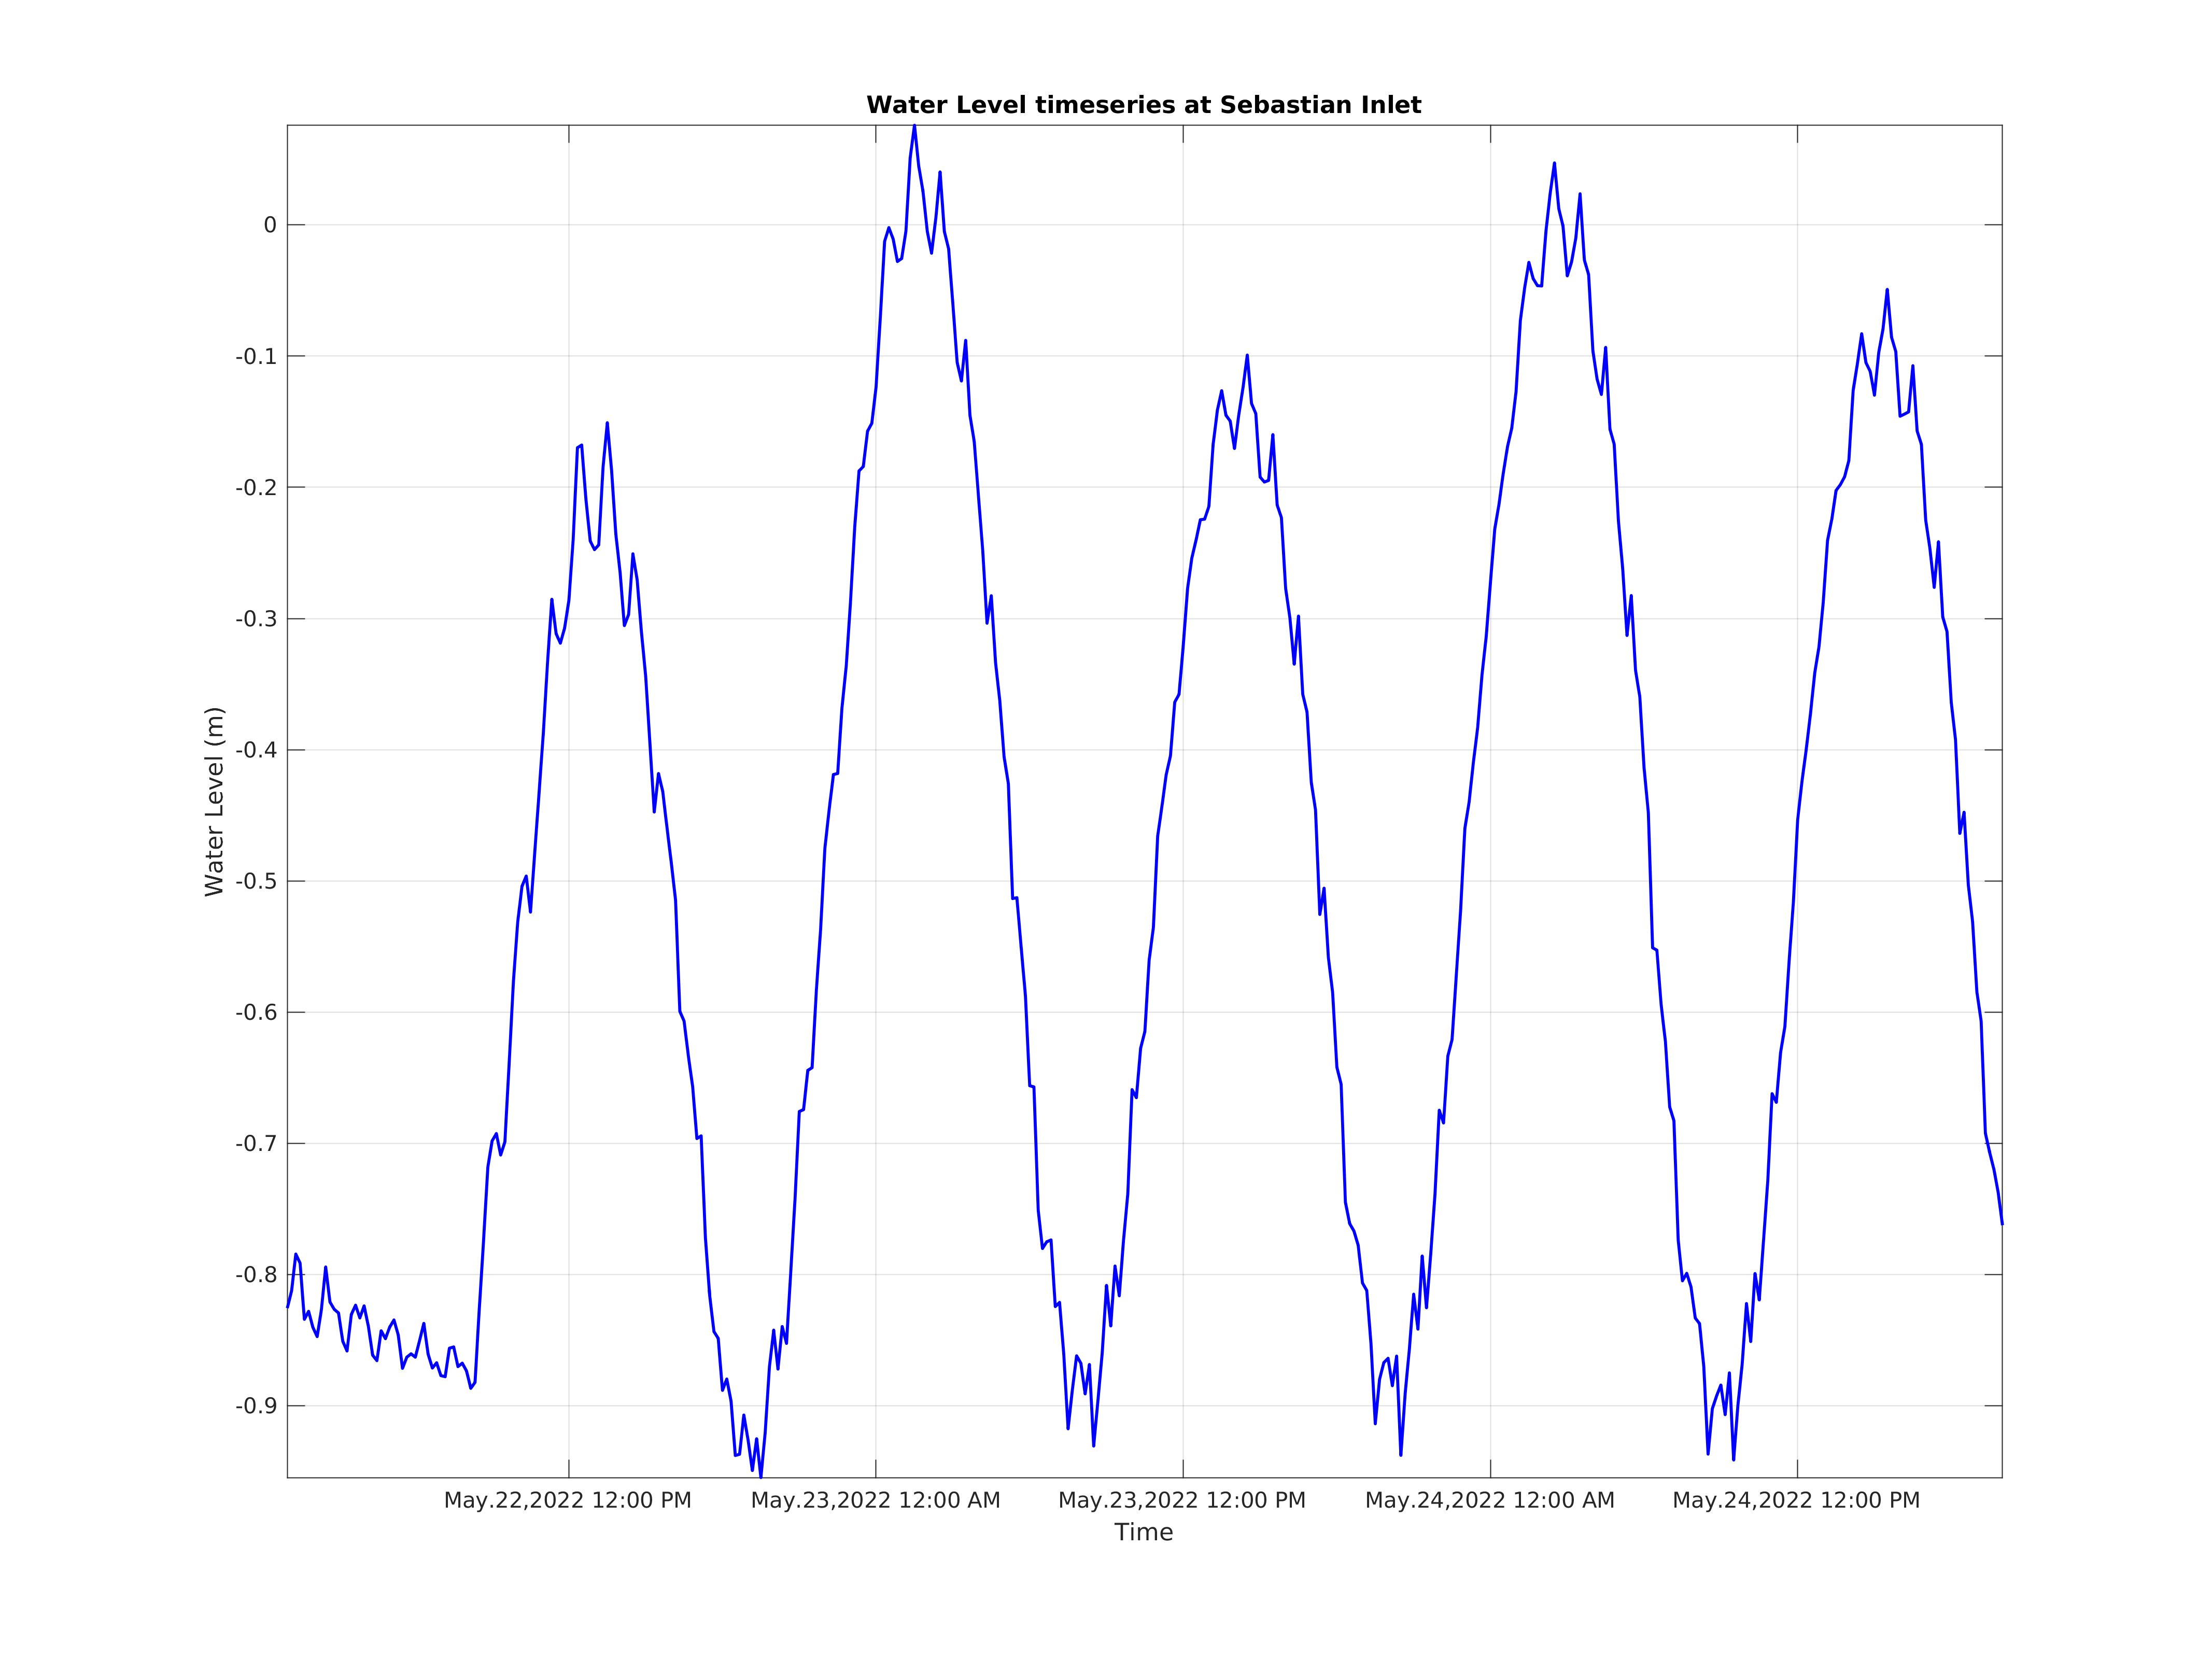 Water Level timeseries at Sebastian Inlet
Water Level (m)
0
-0.1
-0.2
-0.3
-0.4
-0.5
-0.6
-0.7
-0.8
-0.9
May.22,2022 12:00 PM
May.23,2022 12:00 AM
May.23,2022 12:00 PM
May.24,2022 12:00 AM
May.24,2022 12:00 PM
Time